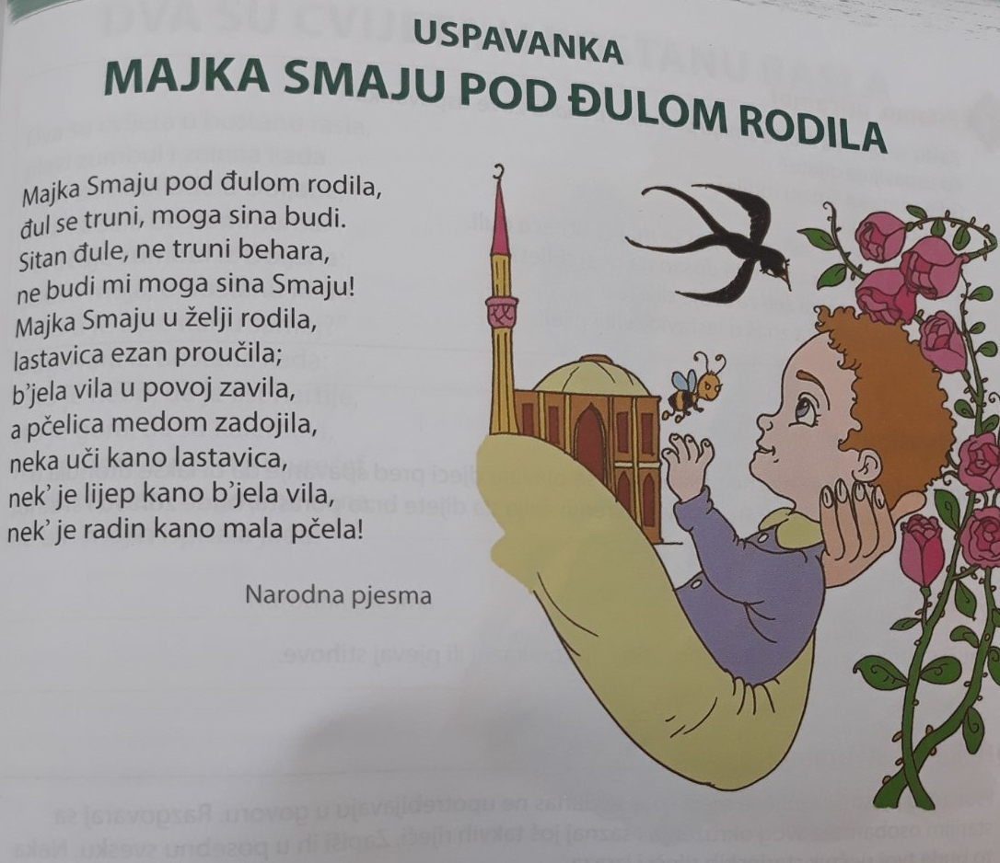 USPAVANKA
MAJKA SMAJU POD ĐULOM RODILA
Majka Smaju pod đulom rodila,
đul se truni, moga sina budi.
Sitan đule, ne truni behara,
ne budi mi moga sina Smaju!
Majka Smaju u želji rodila,
lastavica ezan proučila;
b’jela vila u povoj zavila,
a pčelica medom zadojila,
neka uči kano lastavica,
nek’ je lijep kano b’jela vila,
nek’ je radin kano mala pčela!
Narodna pjesma